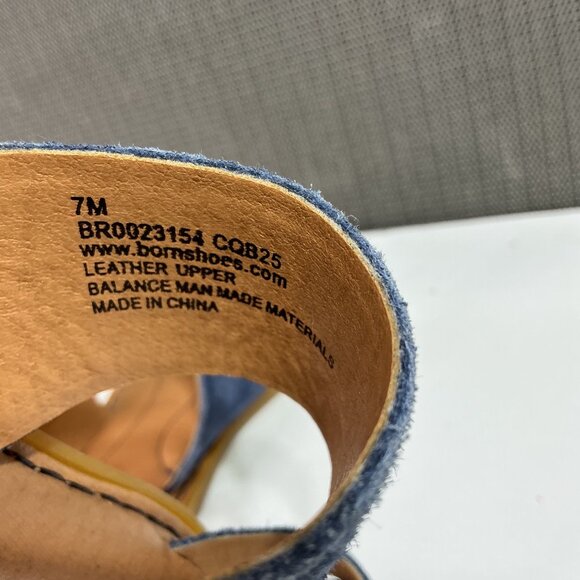 7M
BR0023154 CQB25
www.bornshoes.com
LEATHER UPPER
BALANCE MAN MADE MATERIALS
MADE IN CHINA